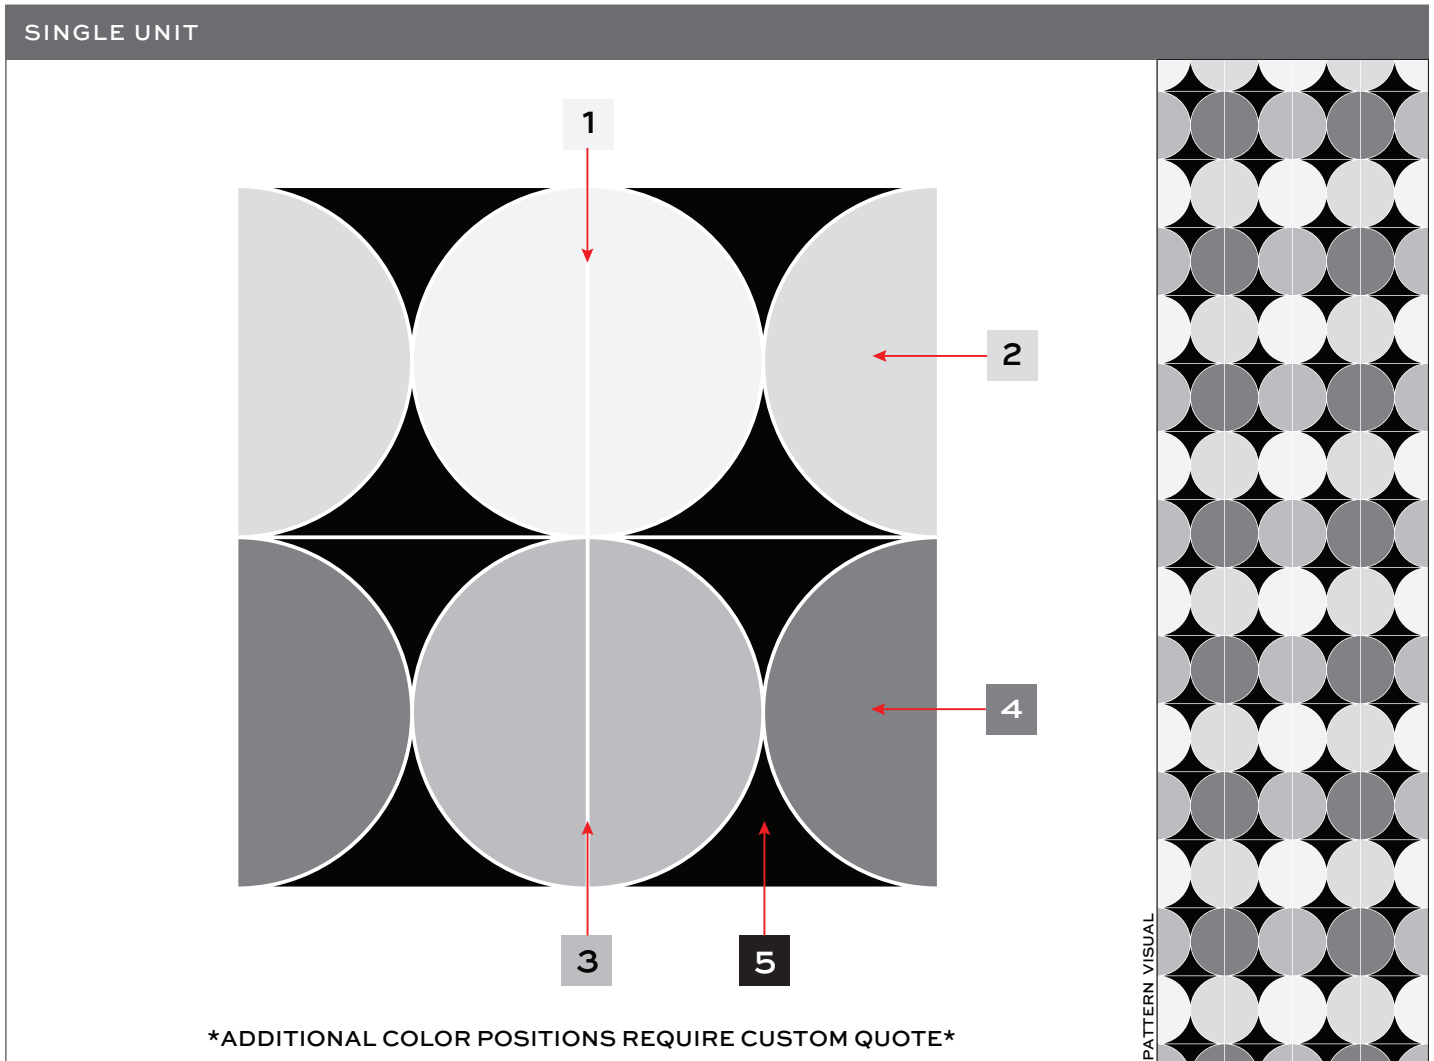 SINGLE UNIT
1
2
4
3
5
*ADDITIONAL COLOR POSITIONS REQUIRE CUSTOM QUOTE*
PATTERN VISUAL